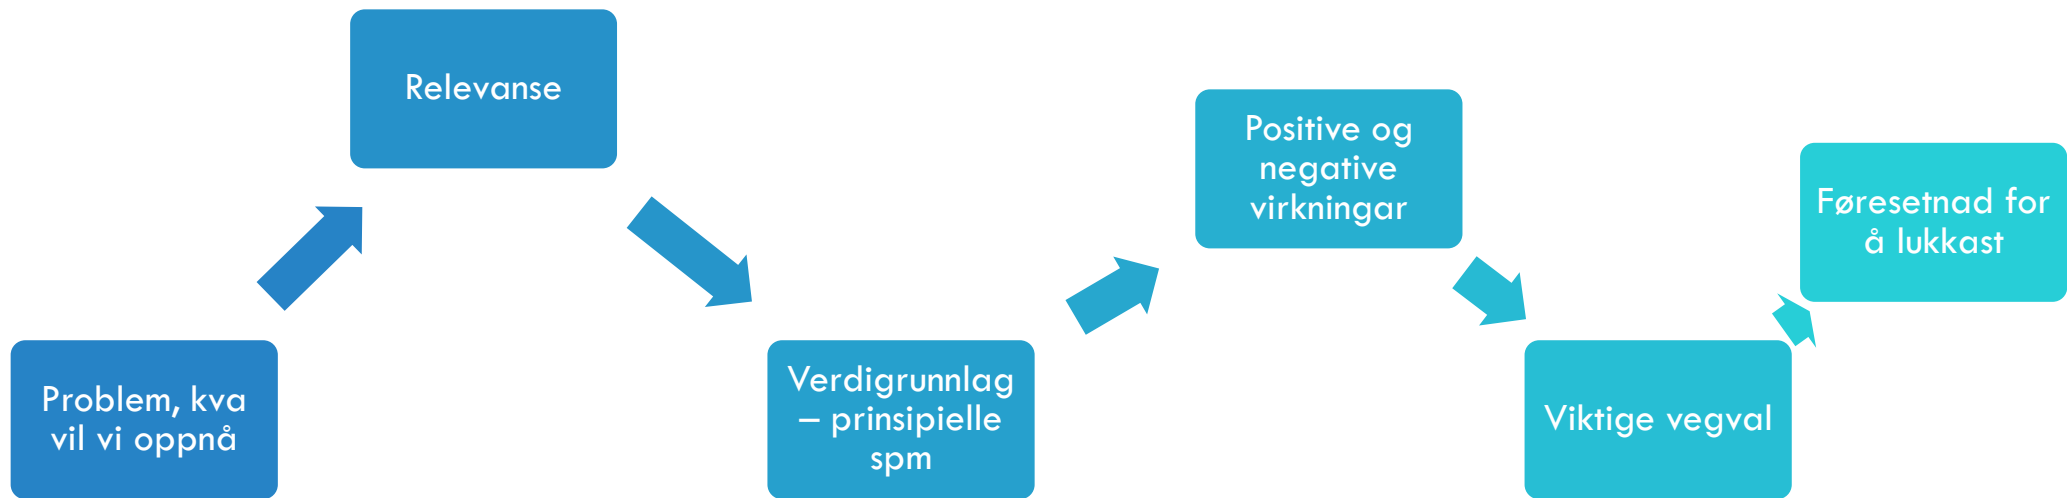 Problem, kva
vil vi oppnå
Relevanse
Verdigrunnlag
– prinsipielle
spm
Positive og
negative
virkningar
Viktige vegval
Føresetnad for
å lukkast